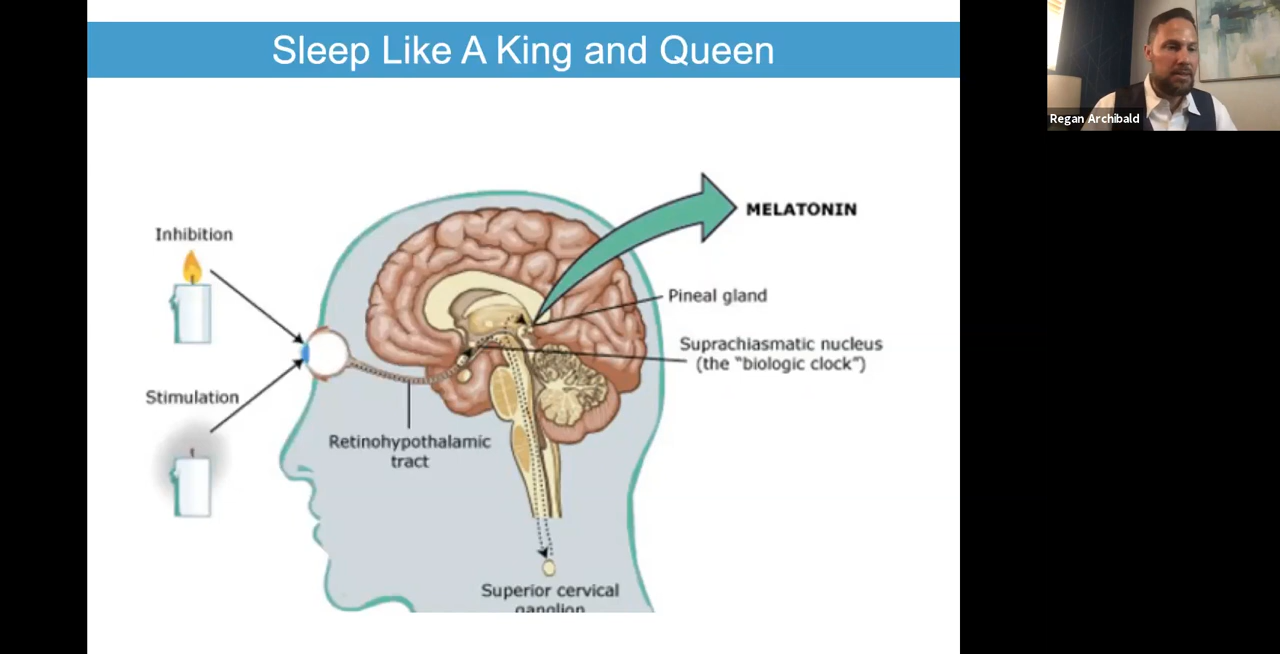 Sleep Like A King and Queen
Regan Archibald
Inhibition
MELATONIN
Pineal gland
Suprachiasmatic nucleus
(the “biologic clock”)
Stimulation
Retinohypothalamic
tract
Superior cervical
ganglion